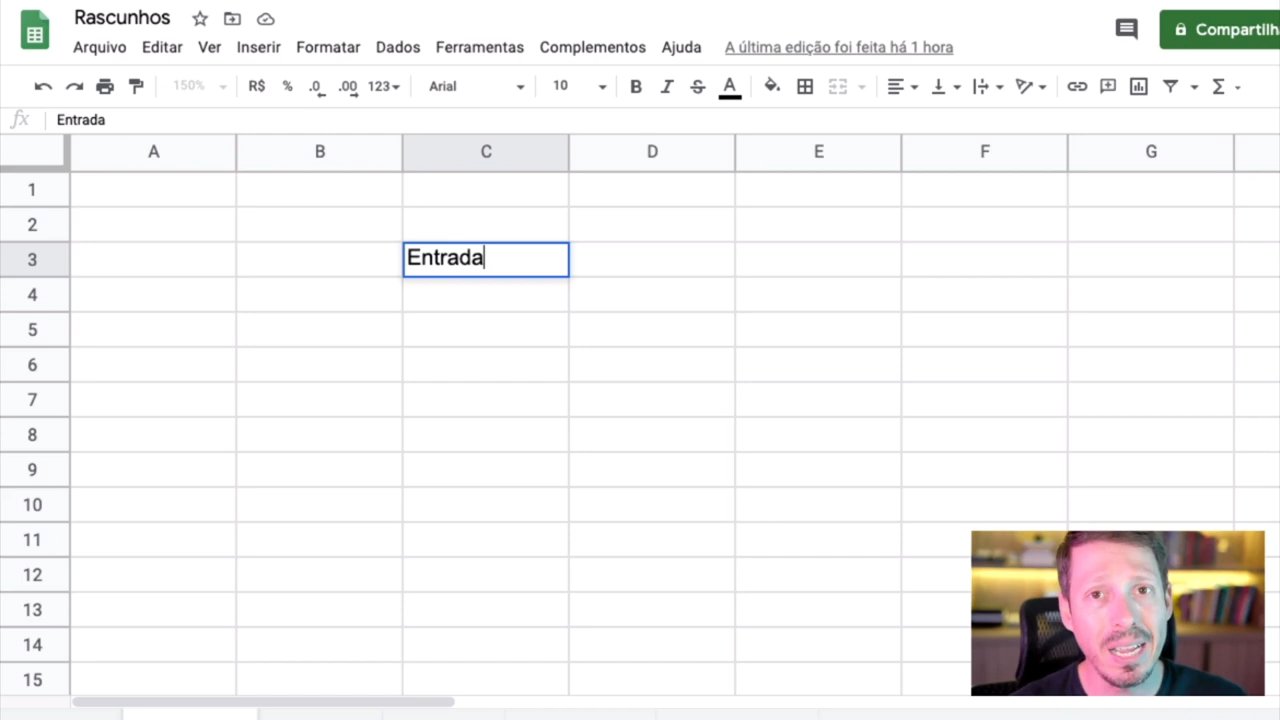 Rascunhos
Arquivo Editar Ver Inserir Formatar Dados Ferramentas Complementos Ajuda A última edição foi feita há 1 hora
150% R$ % .0 .00 123 Arial 10 B I S A Σ
fx Entrada
A B C D E F G
1
2
3 Entrada
4
5
6
7
8
9
10
11
12
13
14
15